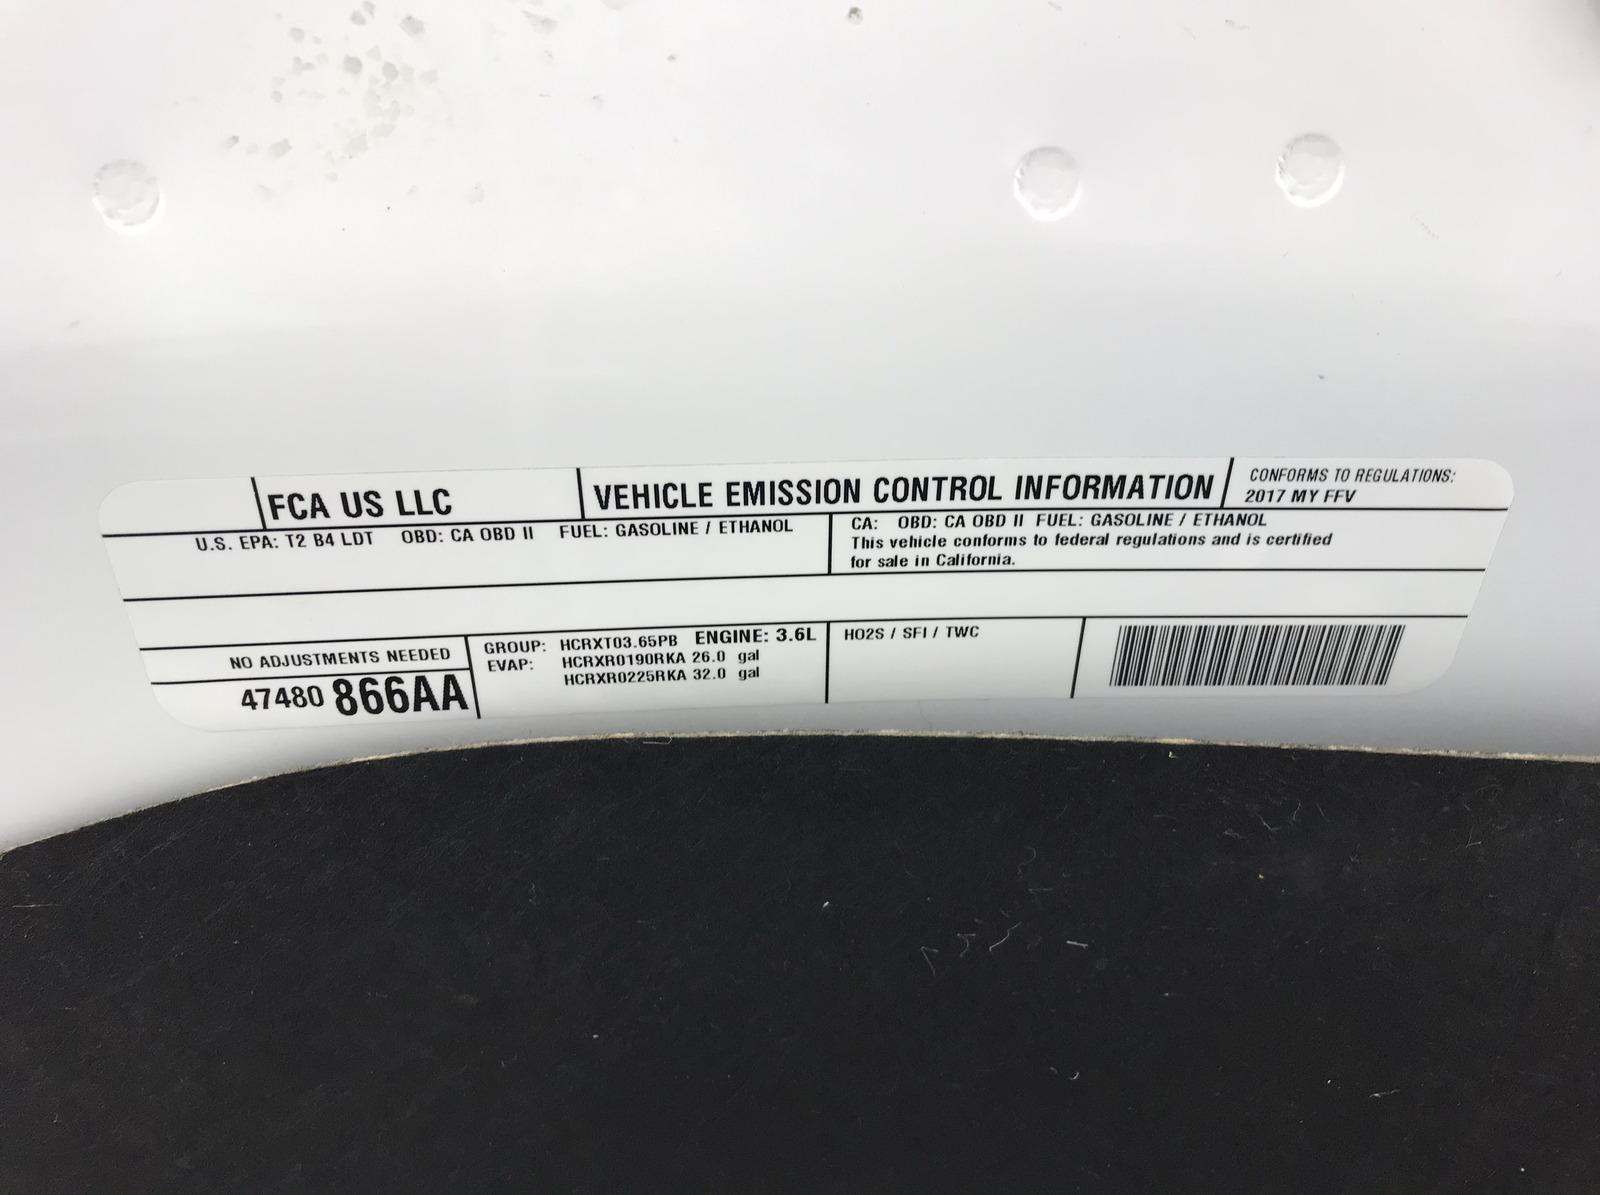 FCA US LLC
VEHICLE EMISSION CONTROL INFORMATION
CONFORMS TO REGULATIONS:
2017 MY FFV
U.S. EPA: T2 B4 LDT OBD: CA OBD II FUEL: GASOLINE / ETHANOL
CA: OBD: CA OBD II FUEL: GASOLINE / ETHANOL
This vehicle conforms to federal regulations and is certified
for sale in California.
NO ADJUSTMENTS NEEDED
47480 866AA
GROUP: HCRXT03.65PB ENGINE: 3.6L
EVAP: HCRXR0190RKA 26.0 gal
HCRXR0225RKA 32.0 gal
HO2S / SFI / TWC